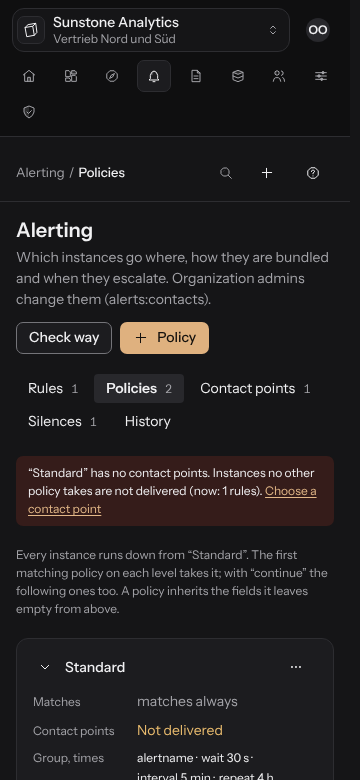 Sunstone Analytics
Vertrieb Nord und Süd
OO
Alerting / Policies
Alerting
Which instances go where, how they are bundled
and when they escalate. Organization admins
change them (alerts:contacts).
Check way
+ Policy
Rules 1
Policies 2
Contact points 1
Silences 1
History
“Standard” has no contact points. Instances no other
policy takes are not delivered (now: 1 rules). Choose a
contact point
Every instance runs down from “Standard”. The first
matching policy on each level takes it; with “continue” the
following ones too. A policy inherits the fields it leaves
empty from above.
Standard
Matches matches always
Contact points Not delivered
Group, times alertname · wait 30 s ·
interval 5 min · repeat 4 h